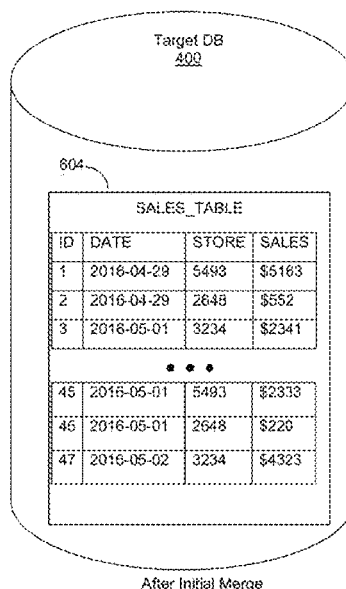 Target DB
400
604
SALES_TABLE
ID DATE STORE SALES
1 2016-04-29 5493 $5163
2 2016-04-29 2648 $552
3 2016-05-01 3234 $2341
• • •
45 2016-05-01 5493 $2333
46 2016-05-01 2648 $220
47 2016-05-02 3234 $4323
After Initial Merge